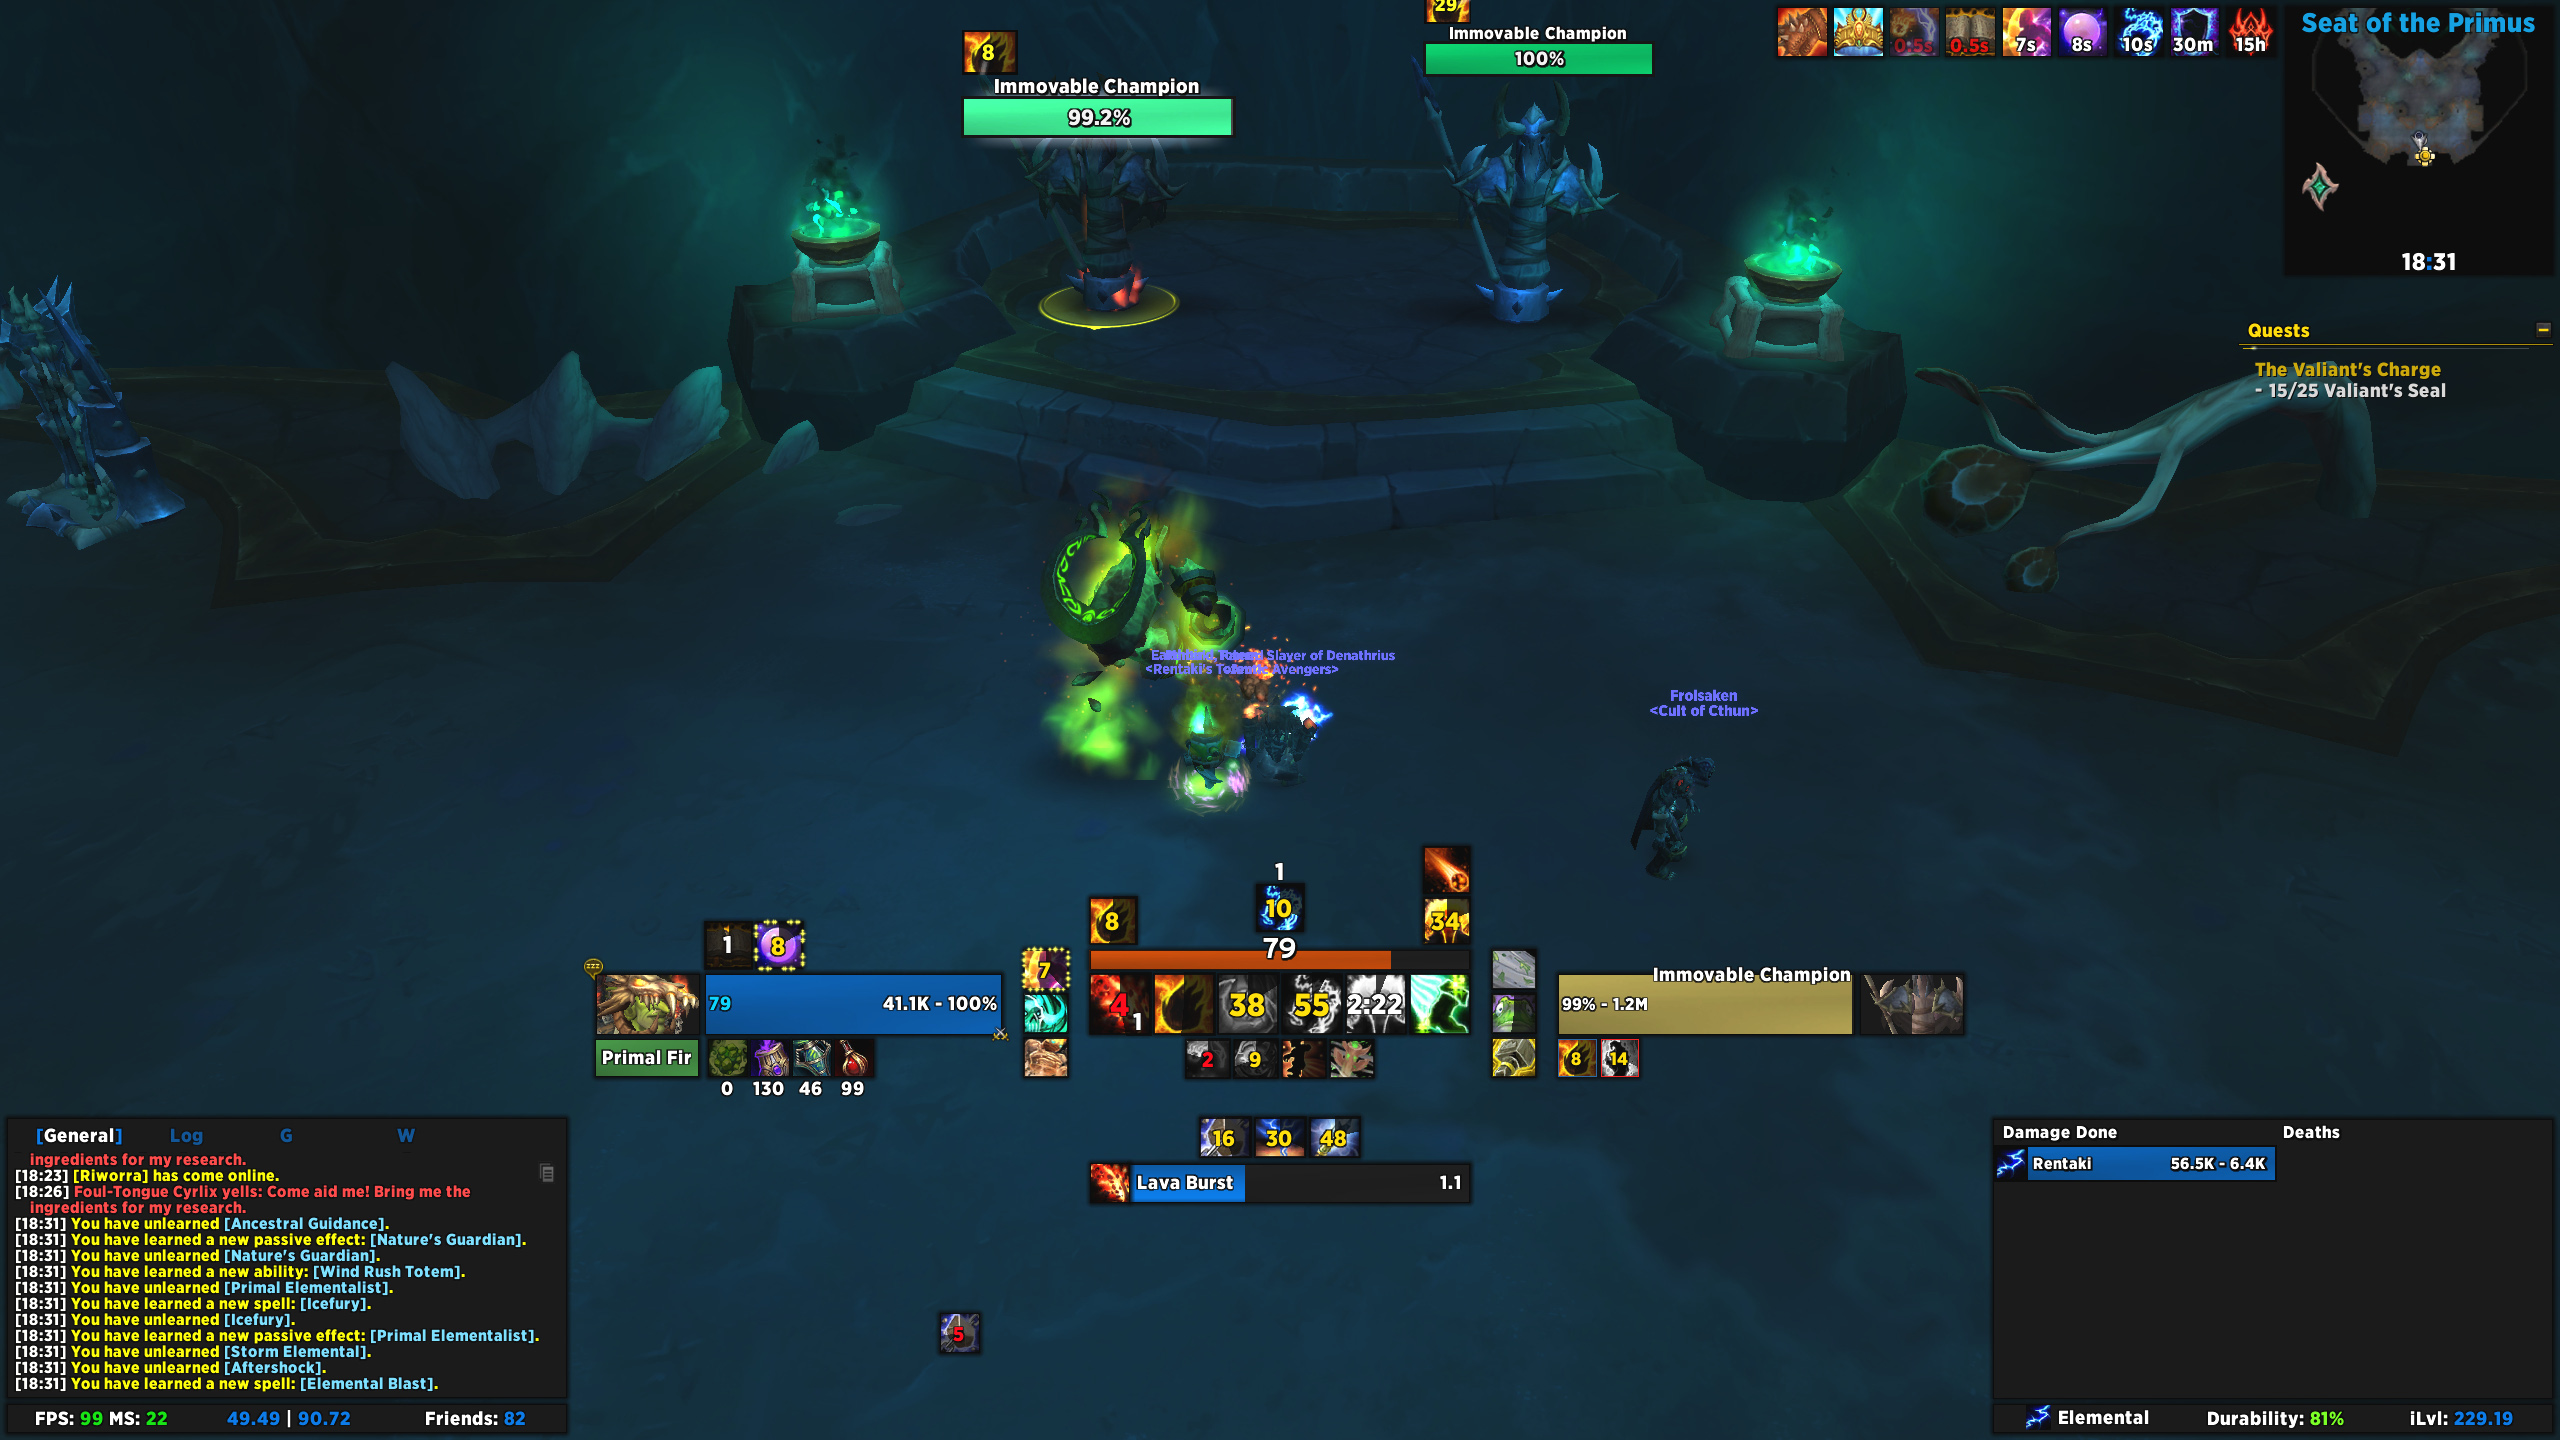 29
Immovable Champion
100%
8
Immovable Champion
99.2%
0.5s
0.5s
7s
8s
10s
30m
15h
Seat of the Primus
18:31
Quests
The Valiant's Charge
- 15/25 Valiant's Seal
Slayer of Denathrius
<Rentaki's
Avengers>
Frolsaken
<Cult of Cthun>
1
8
10
34
79
1
8
7
zzz
79
41.1K - 100%
4
1
38
55
2:22
Immovable Champion
99% - 1.2M
Primal Fir
0
130
46
99
2
9
8
14
16
30
48
Lava Burst
1.1
5
[General]
Log
G
W
ingredients for my research.
[18:23] [Riworra] has come online.
[18:26] Foul-Tongue Cyrlix yells: Come aid me! Bring me the
ingredients for my research.
[18:31] You have unlearned [Ancestral Guidance].
[18:31] You have learned a new passive effect: [Nature's Guardian].
[18:31] You have unlearned [Nature's Guardian].
[18:31] You have learned a new ability: [Wind Rush Totem].
[18:31] You have unlearned [Primal Elementalist].
[18:31] You have learned a new spell: [Icefury].
[18:31] You have unlearned [Icefury].
[18:31] You have learned a new passive effect: [Primal Elementalist].
[18:31] You have unlearned [Storm Elemental].
[18:31] You have unlearned [Aftershock].
[18:31] You have learned a new spell: [Elemental Blast].
FPS: 99 MS: 22
49.49 | 90.72
Friends: 82
Damage Done
Deaths
Rentaki
56.5K - 6.4K
Elemental
Durability: 81%
iLvl: 229.19